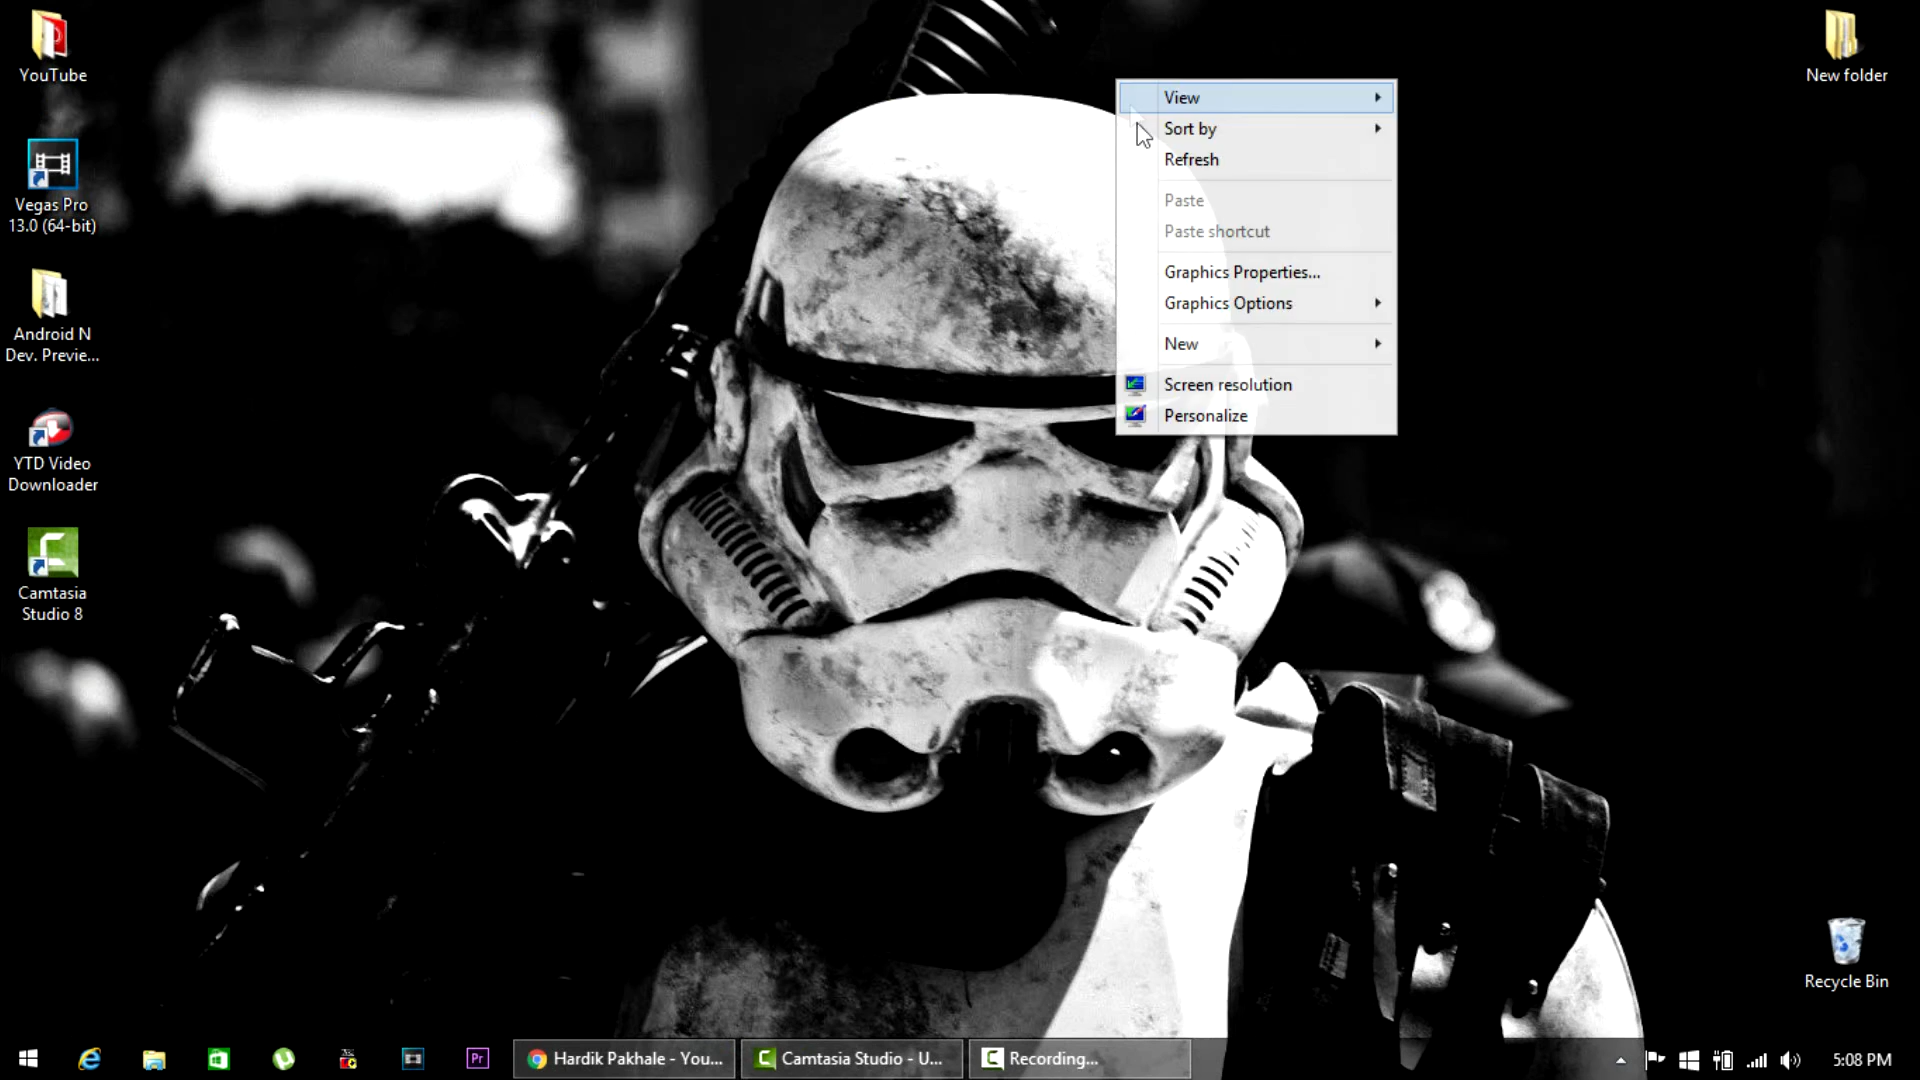 YouTube
Vegas Pro
13.0 (64-bit)
Android N
Dev. Previe...
YTD Video
Downloader
Camtasia
Studio 8
View
Sort by
Refresh
Paste
Paste shortcut
Graphics Properties...
Graphics Options
New
Screen resolution
Personalize
New folder
Recycle Bin
Pr
Hardik Pakhale - You...
Camtasia Studio - U...
Recording...
5:08 PM